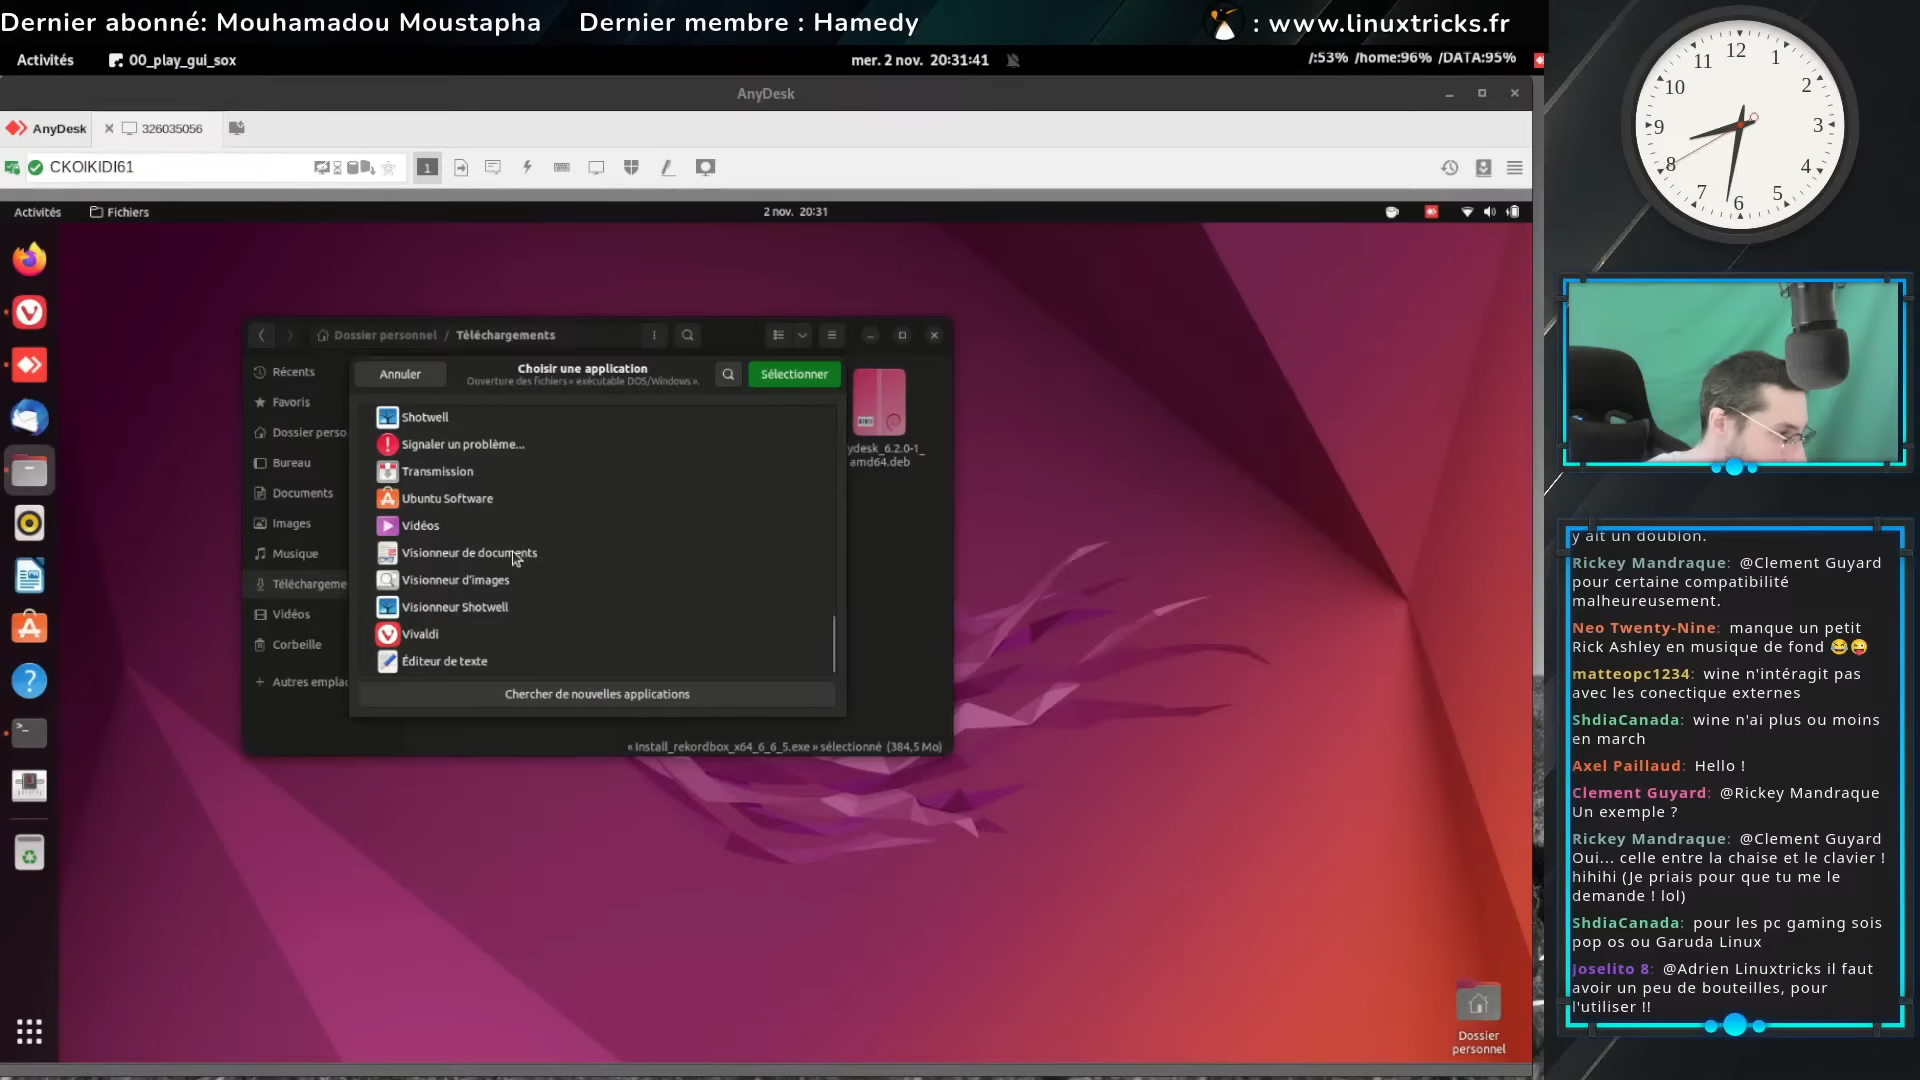 Dernier abonné: Mouhamadou Moustapha Dernier membre : Hamedy : www.linuxtricks.fr
Activités 00_play_gui_sox mer. 2 nov. 20:31:41 /:53% /home:96% /DATA:95%
AnyDesk
AnyDesk 326035056
CKOIKIDI61 1
Activités Fichiers 2 nov. 20:31
Dossier personnel / Téléchargements
Récents
Favoris
Dossier perso
Bureau
Documents
Images
Musique
Téléchargeme
Vidéos
Corbeille
+ Autres emplac
Annuler
Choisir une application
Ouverture des fichiers « exécutable DOS/Windows ».
Sélectionner
Shotwell
Signaler un problème...
Transmission
Ubuntu Software
Vidéos
Visionneur de documents
Visionneur d'images
Visionneur Shotwell
Vivaldi
Éditeur de texte
Chercher de nouvelles applications
ydesk_6.2.0-1_
amd64.deb
« Install_rekordbox_x64_6_6_5.exe » sélectionné (384,5 Mo)
Dossier
personnel
12
1
2
3
4
5
6
7
8
9
10
11
y ait un doublon.
Rickey Mandraque: @Clement Guyard
pour certaine compatibilité
malheureusement.
Neo Twenty-Nine: manque un petit
Rick Ashley en musique de fond 😂😜
matteopc1234: wine n'intéragit pas
avec les conectique externes
ShdiaCanada: wine n'ai plus ou moins
en march
Axel Paillaud: Hello !
Clement Guyard: @Rickey Mandraque
Un exemple ?
Rickey Mandraque: @Clement Guyard
Oui... celle entre la chaise et le clavier !
hihihi (Je priais pour que tu me le
demande ! lol)
ShdiaCanada: pour les pc gaming sois
pop os ou Garuda Linux
Joselito 8: @Adrien Linuxtricks il faut
avoir un peu de bouteilles, pour
l'utiliser !!